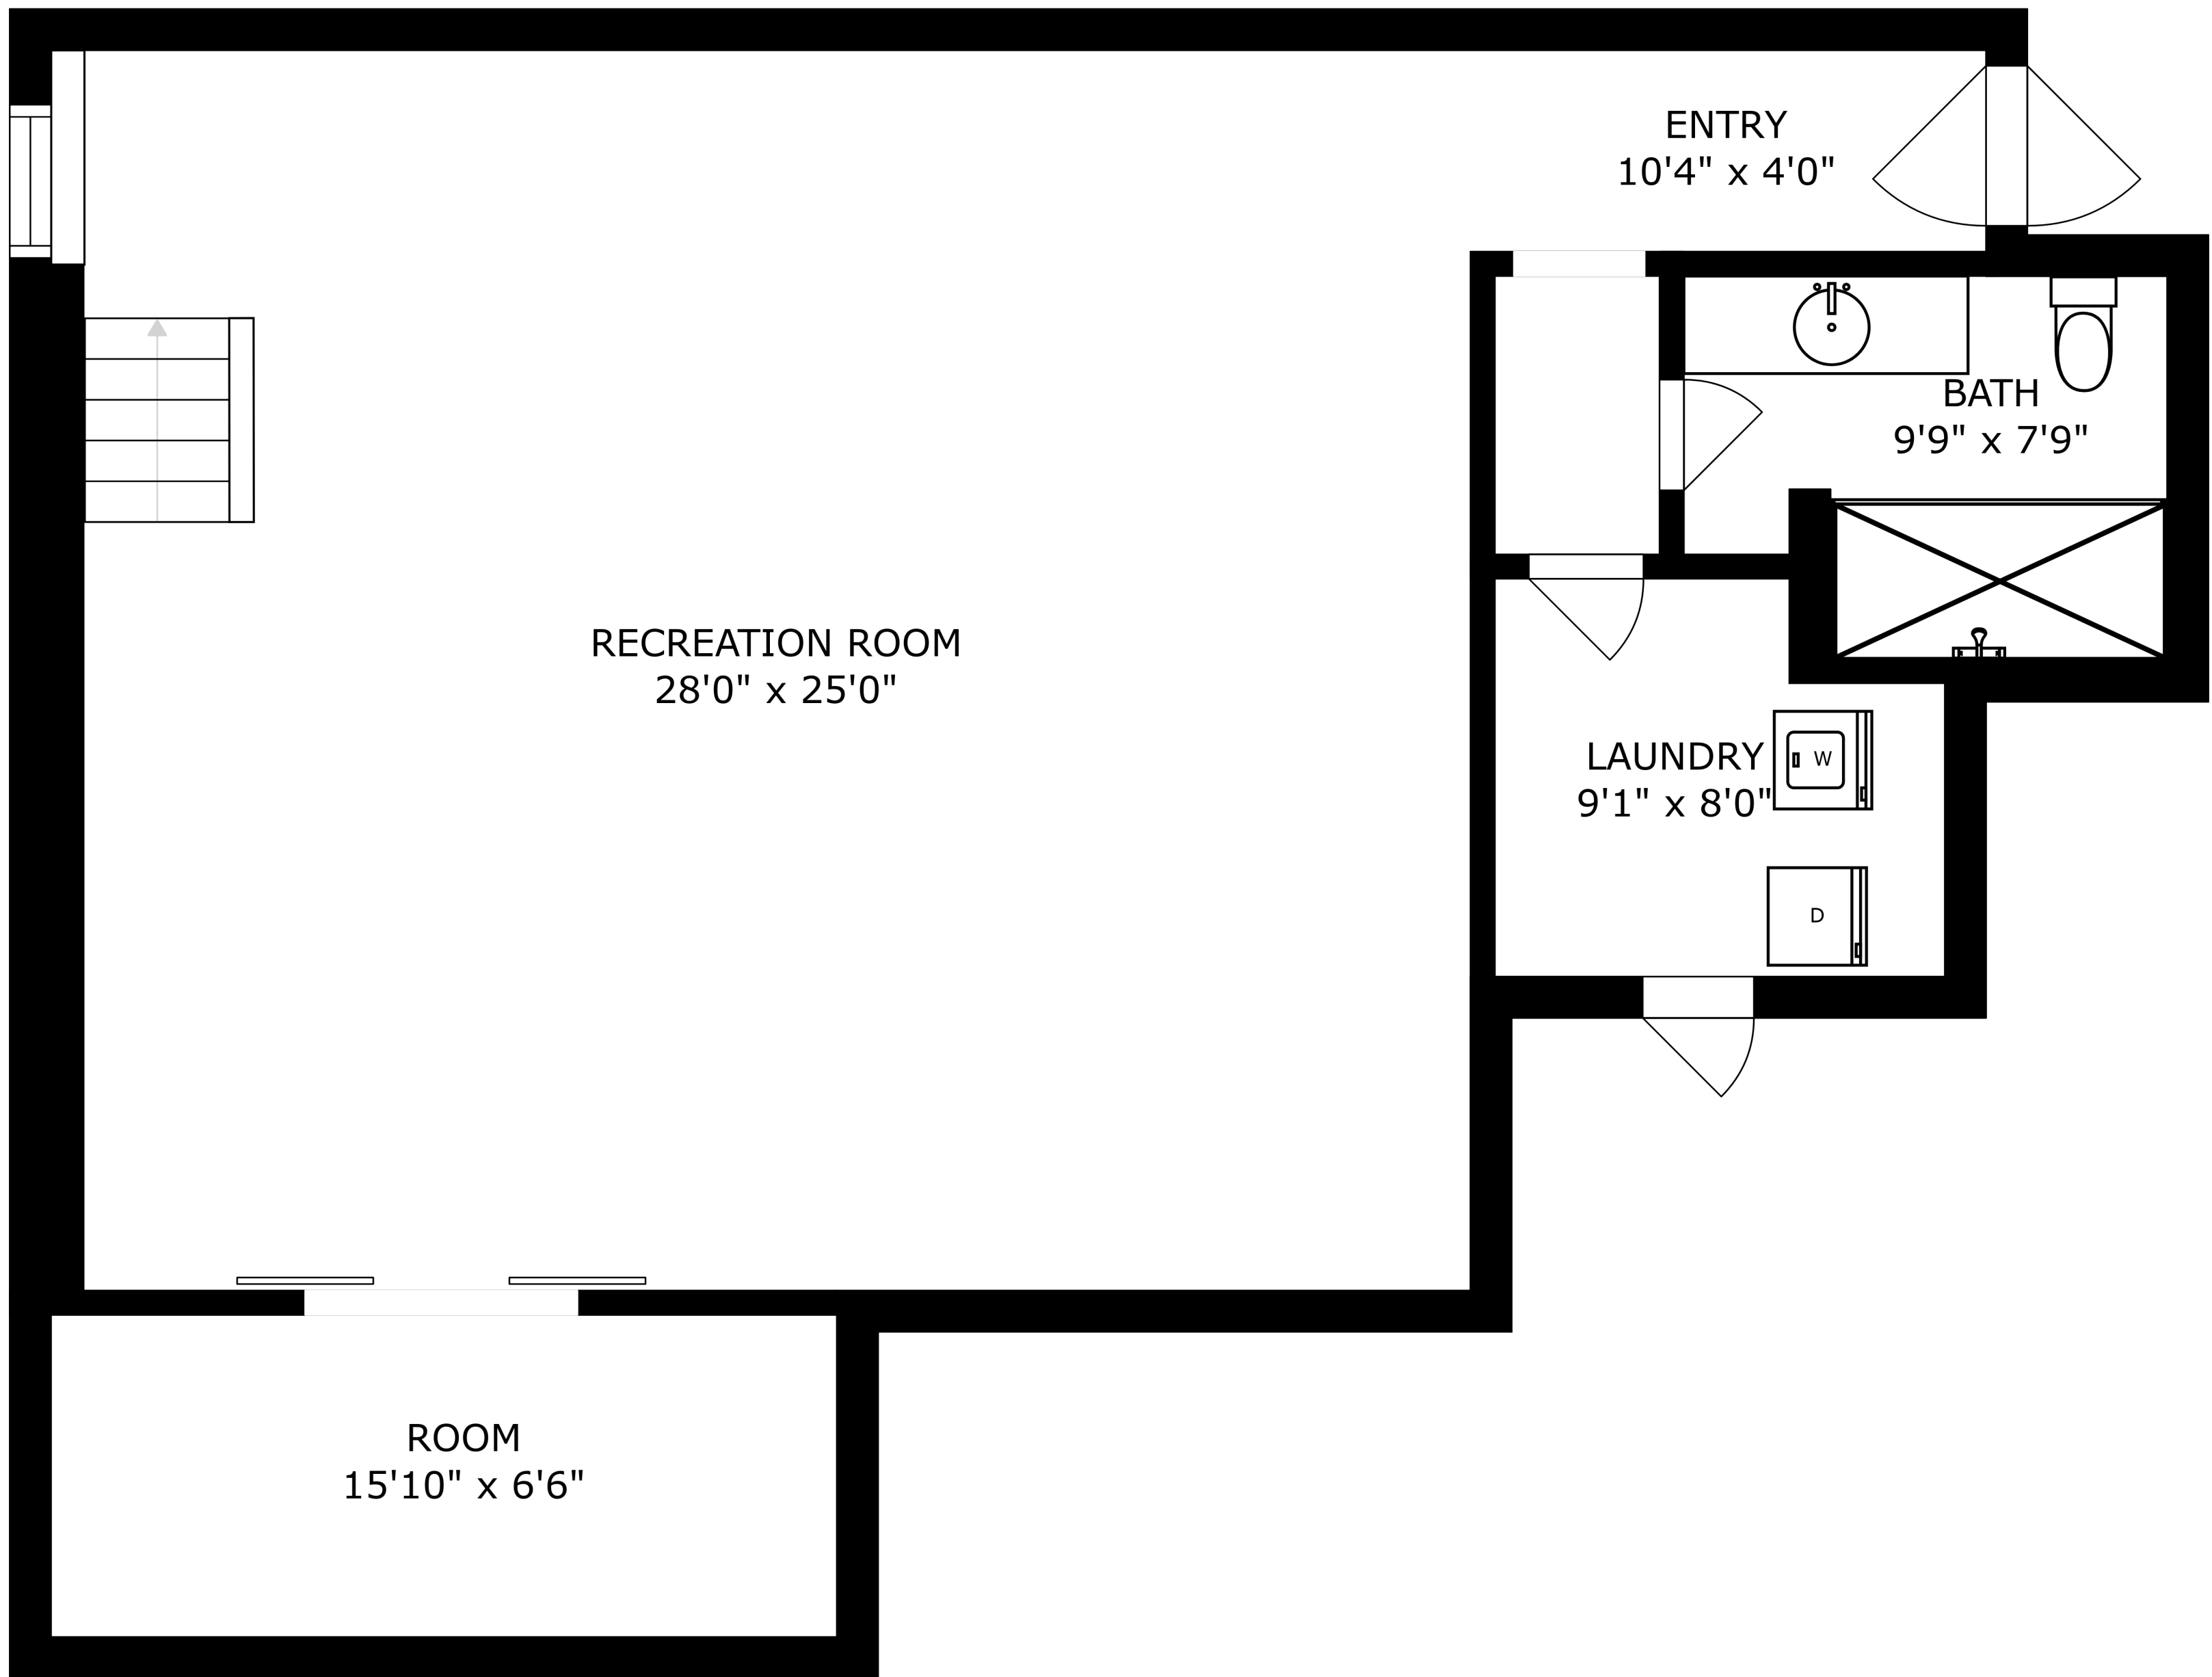 ENTRY
10'4" x 4'0"
BATH
9'9" x 7'9"
RECREATION ROOM
28'0" x 25'0"
LAUNDRY
9'1" x 8'0"
W
D
ROOM
15'10" x 6'6"